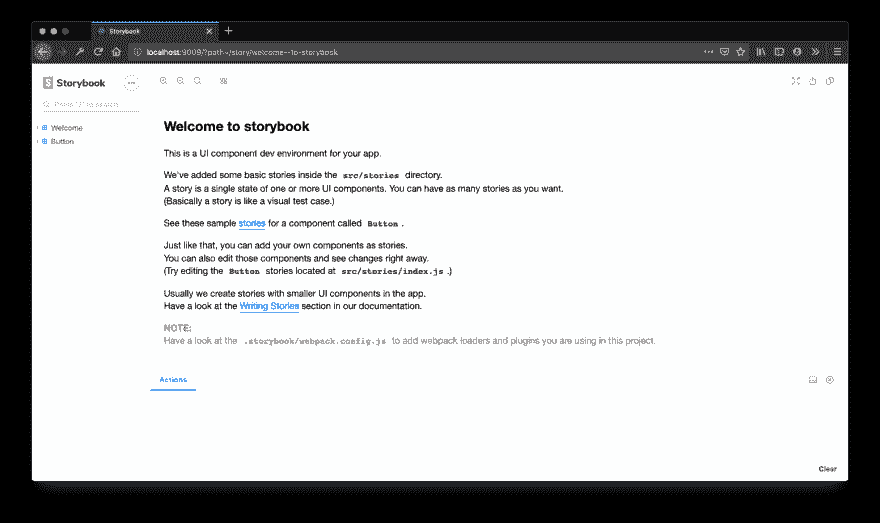 Storybook
localhost:9009/?path=/story/welcome--to-storybook
Storybook
Welcome
Button
Welcome to storybook
This is a UI component dev environment for your app.
We've added some basic stories inside the src/stories directory.
A story is a single state of one or more UI components. You can have as many stories as you want.
(Basically a story is like a visual test case.)
See these sample stories for a component called Button.
Just like that, you can add your own components as stories.
You can also edit those components and see changes right away.
(Try editing the Button stories located at src/stories/index.js.)
Usually we create stories with smaller UI components in the app.
Have a look at the Writing Stories section in our documentation.
NOTE:
Have a look at the .storybook/webpack.config.js to add webpack loaders and plugins you are using in this project.
Actions
Clear